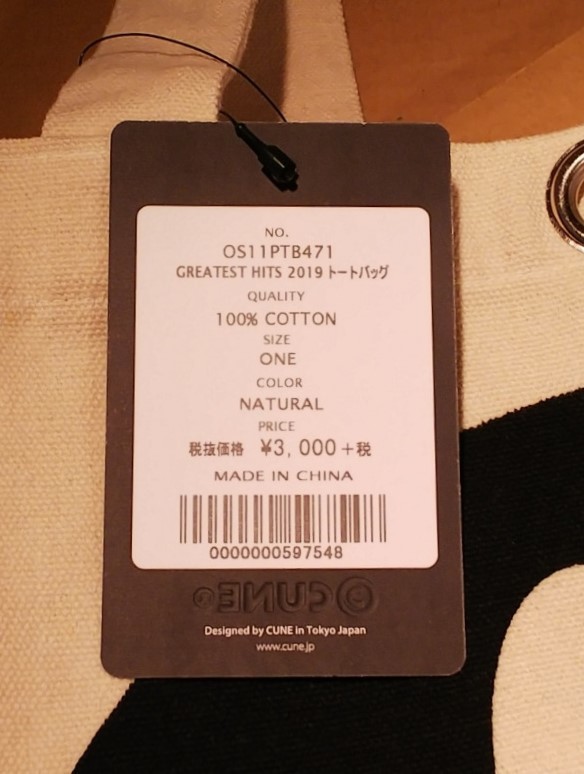 NO.
OS11PTB471
GREATEST HITS 2019 トートバッグ
QUALITY
100% COTTON
SIZE
ONE
COLOR
NATURAL
PRICE
税抜価格 ¥3,000+税
MADE IN CHINA
0000000597548
CUNE
Designed by CUNE in Tokyo Japan
www.cune.jp